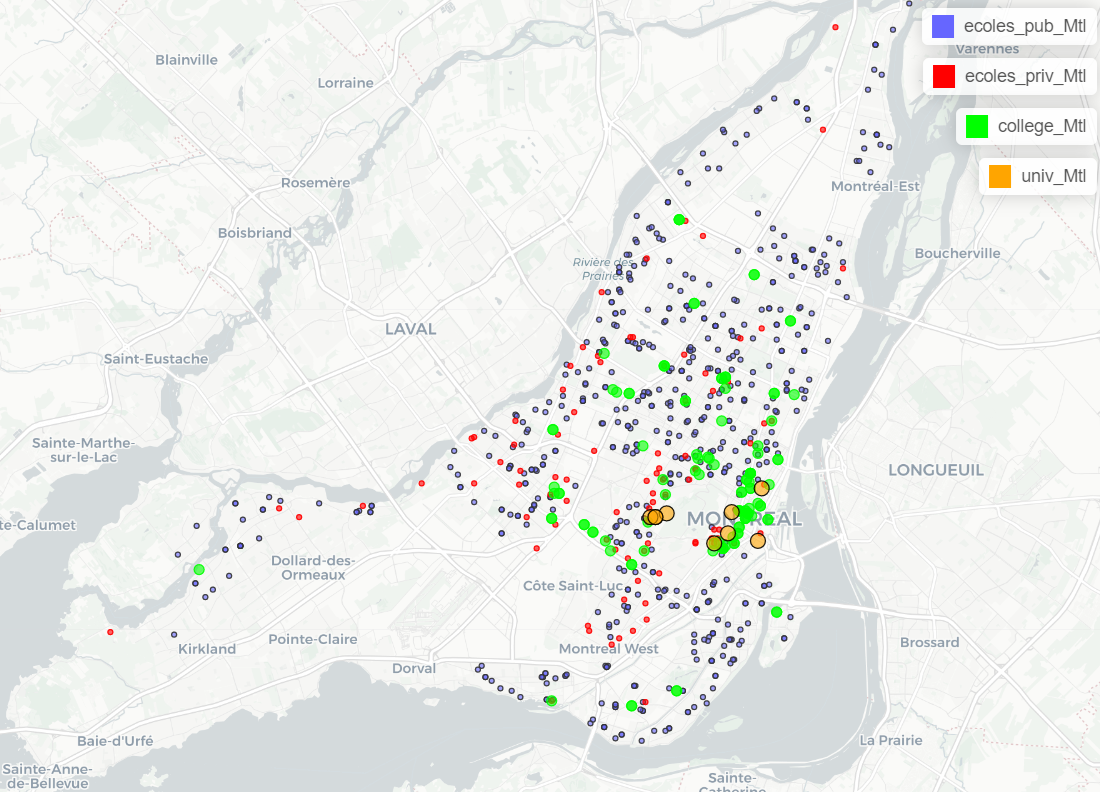 ecoles_pub_Mtl
Varennes
Blainville
ecoles_priv_Mtl
Lorraine
college_Mtl
univ_Mtl
Rosemère
Montréal-Est
Boisbriand
Boucherville
Rivière des
Prairies
LAVAL
Saint-Eustache
Sainte-Marthe-
sur-le-Lac
LONGUEUIL
te-Calumet
MONTREAL
Dollard-des-
Ormeaux
Côte Saint-Luc
Pointe-Claire
Brossard
Kirkland
Montreal West
Dorval
Baie-d'Urfé
La Prairie
Sainte-Anne-
de-Bellevue
Sainte-
Catherine